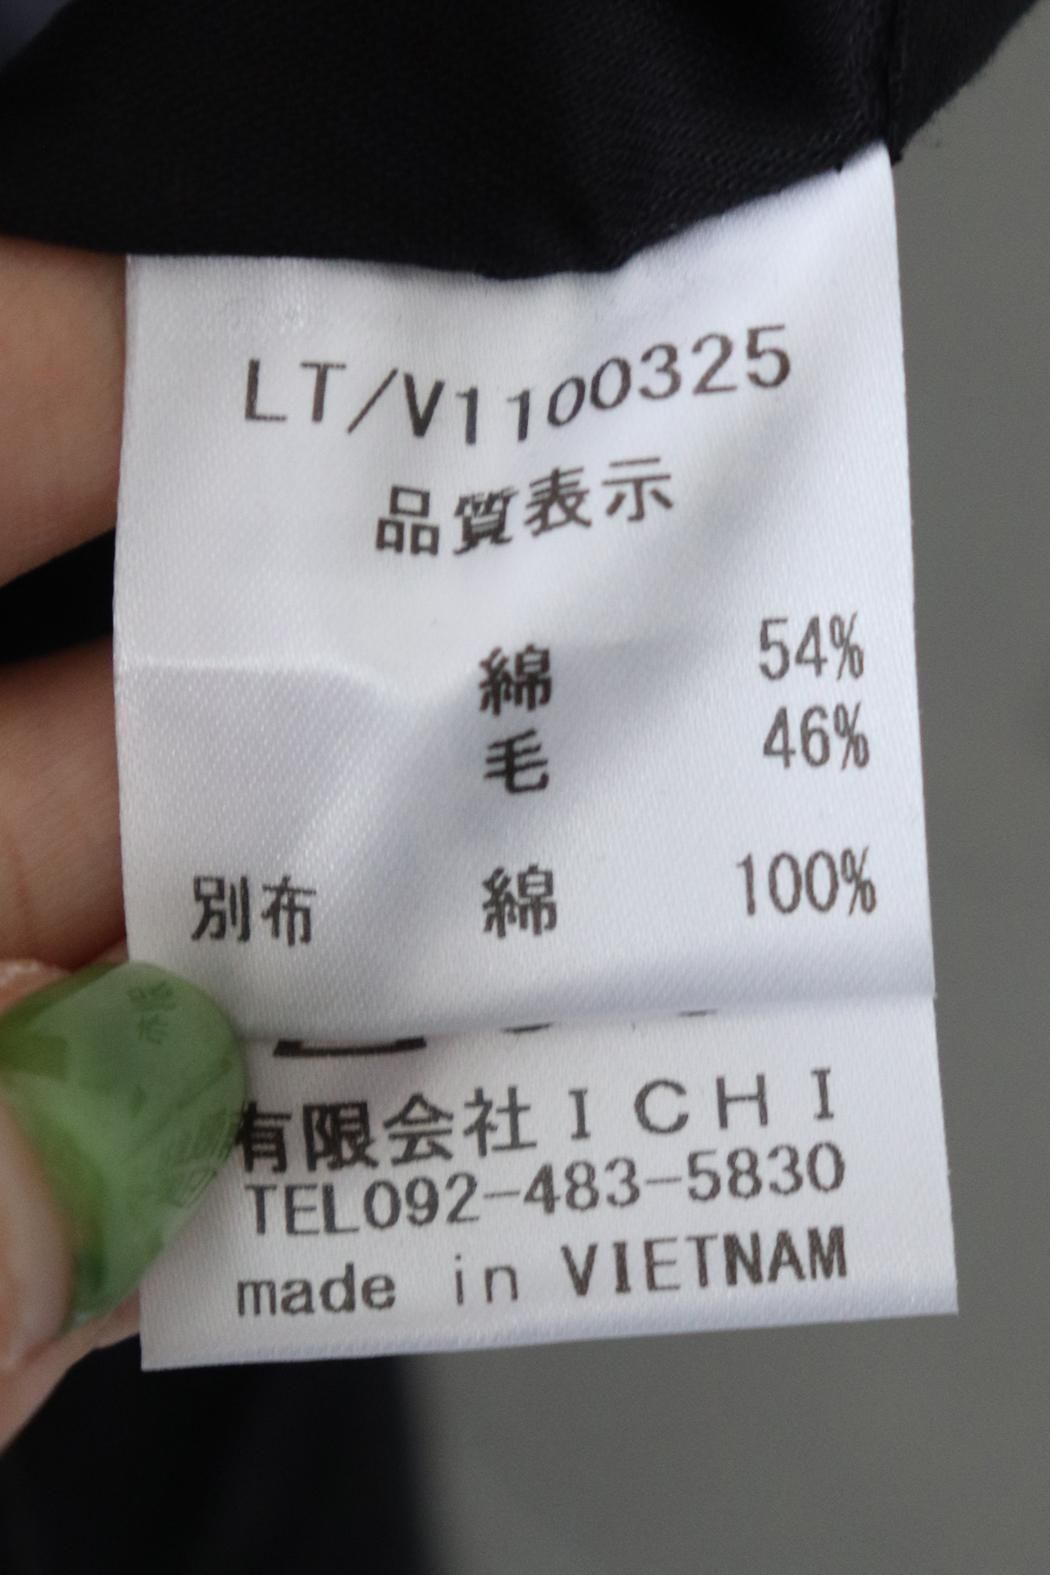 LT/V1100325
品質表示
綿 54%
毛 46%
別布 綿 100%
有限会社ICHI
TEL092-483-5830
made in VIETNAM